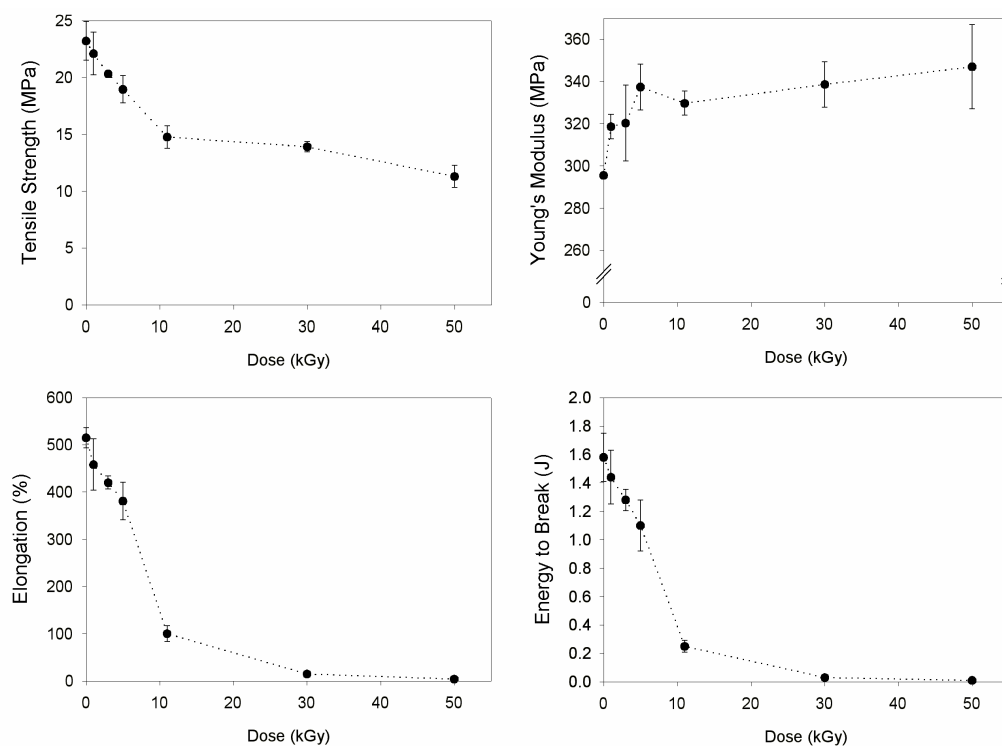 Tensile Strength (MPa)
25
20
15
10
5
0
0 10 20 30 40 50
Dose (kGy)
Young's Modulus (MPa)
360
340
320
300
280
260
0
0 10 20 30 40 50
Dose (kGy)
Elongation (%)
600
500
400
300
200
100
0
0 10 20 30 40 50
Dose (kGy)
Energy to Break (J)
2.0
1.8
1.6
1.4
1.2
1.0
0.8
0.6
0.4
0.2
0.0
0 10 20 30 40 50
Dose (kGy)